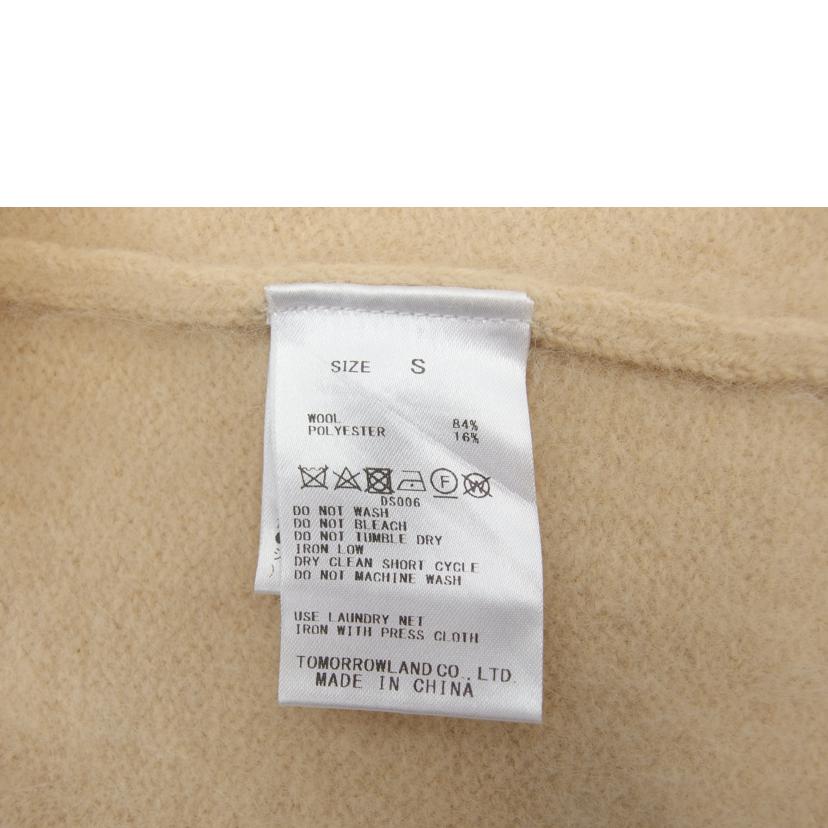 SIZE S
WOOL 84%
POLYESTER 16%
F W
DS006
DO NOT WASH
DO NOT BLEACH
DO NOT TUMBLE DRY
IRON LOW
DRY CLEAN SHORT CYCLE
DO NOT MACHINE WASH
USE LAUNDRY NET
IRON WITH PRESS CLOTH
TOMORROWLAND CO., LTD.
MADE IN CHINA